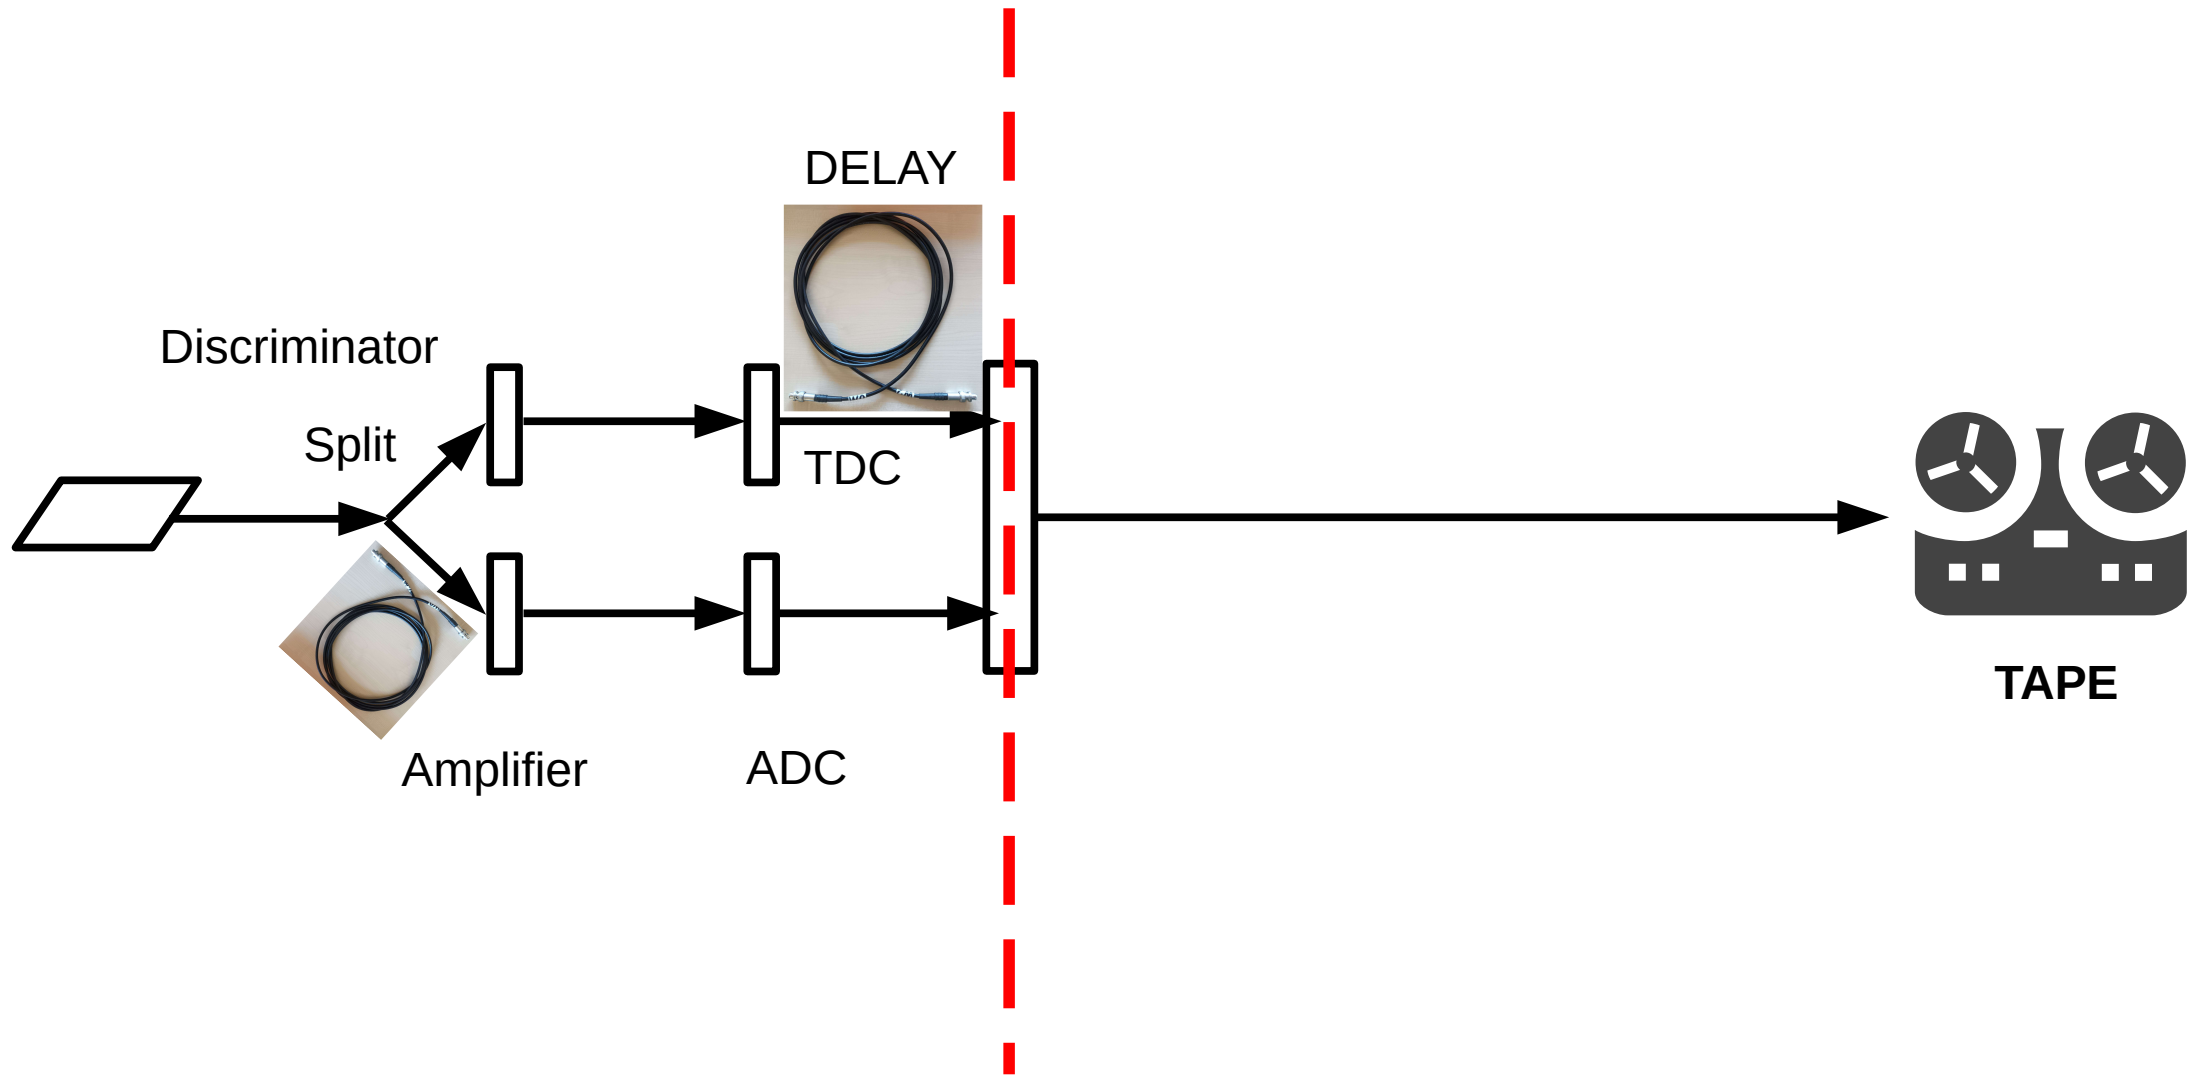 DELAY
Discriminator
Split
TDC
Amplifier
ADC
TAPE